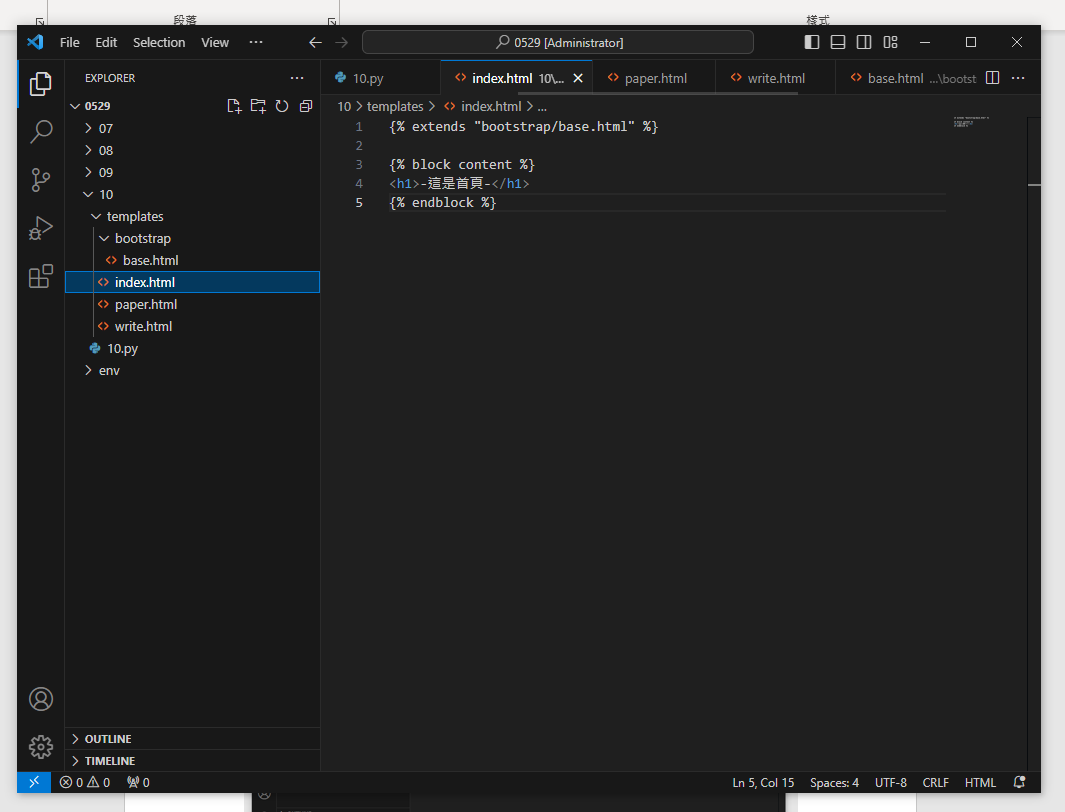 段落
樣式
File Edit Selection View ··· 0529 [Administrator]
EXPLORER ···
0529
07
08
09
10
templates
bootstrap
base.html
index.html
paper.html
write.html
10.py
env
OUTLINE
TIMELINE
10.py index.html 10\... paper.html write.html base.html ...\bootst ···
10 > templates > index.html > ...
1 {% extends "bootstrap/base.html" %}
2
3 {% block content %}
4 <h1>-這是首頁-</h1>
5 {% endblock %}
0 0 0 Ln 5, Col 15 Spaces: 4 UTF-8 CRLF HTML